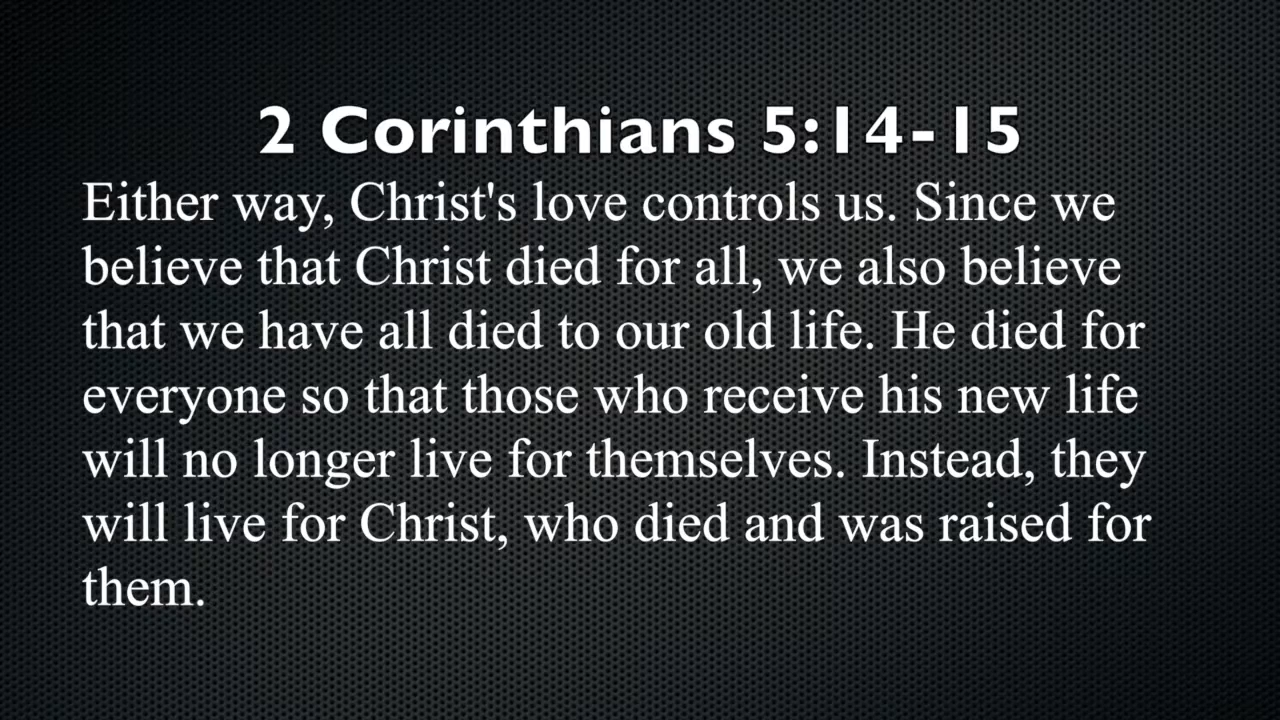 2 Corinthians 5:14-15
Either way, Christ's love controls us. Since we
believe that Christ died for all, we also believe
that we have all died to our old life. He died for
everyone so that those who receive his new life
will no longer live for themselves. Instead, they
will live for Christ, who died and was raised for
them.